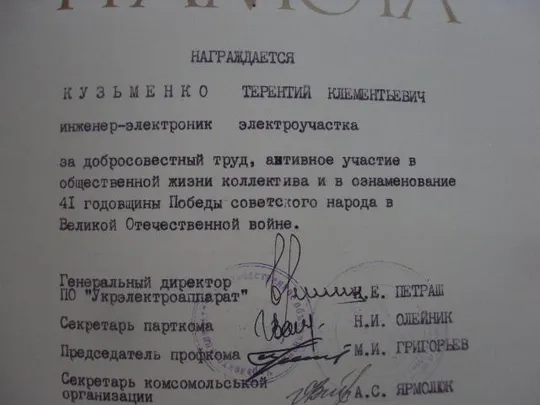 ГРАМОТА
НАГРАЖДАЕТСЯ
КУЗЬМЕНКО ТЕРЕНТИЙ КЛЕМЕНТЬЕВИЧ
инженер-электроник электроучастка
за добросовестный труд, активное участие в
общественной жизни коллектива и в ознаменование
41 годовщины Победы советского народа в
Великой Отечественной войне.
Генеральный директор
ПО "Укрэлектроаппарат" Е. ПЕТРАШ
Секретарь парткома Н.И. ОЛЕЙНИК
Председатель профкома М.И. ГРИГОРЬЕВ
Секретарь комсомольской
организации А.С. ЯРМОЛЮК